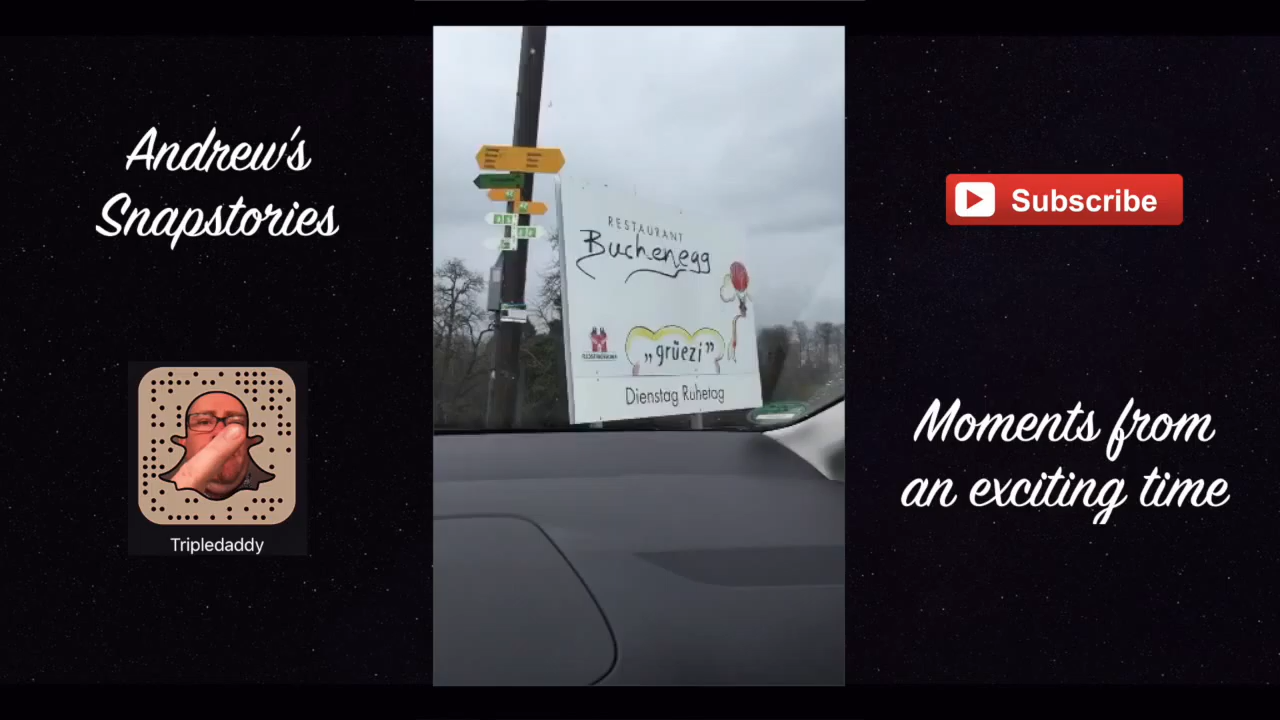 Andrew's
Snapstories
Tripledaddy
RESTAURANT
Buchenegg
„grüezi”
Dienstag Ruhetag
Subscribe
Moments from
an exciting time